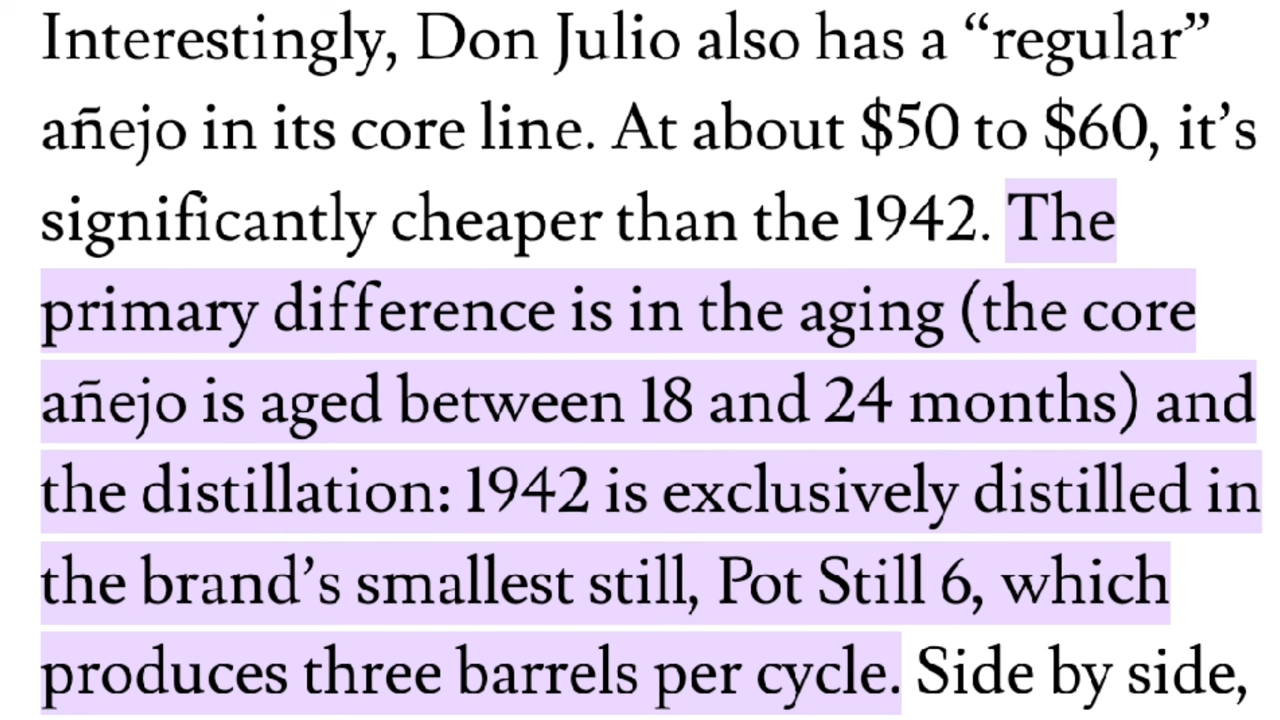 Interestingly, Don Julio also has a “regular”
añejo in its core line. At about $50 to $60, it’s
significantly cheaper than the 1942. The
primary difference is in the aging (the core
añejo is aged between 18 and 24 months) and
the distillation: 1942 is exclusively distilled in
the brand’s smallest still, Pot Still 6, which
produces three barrels per cycle. Side by side,